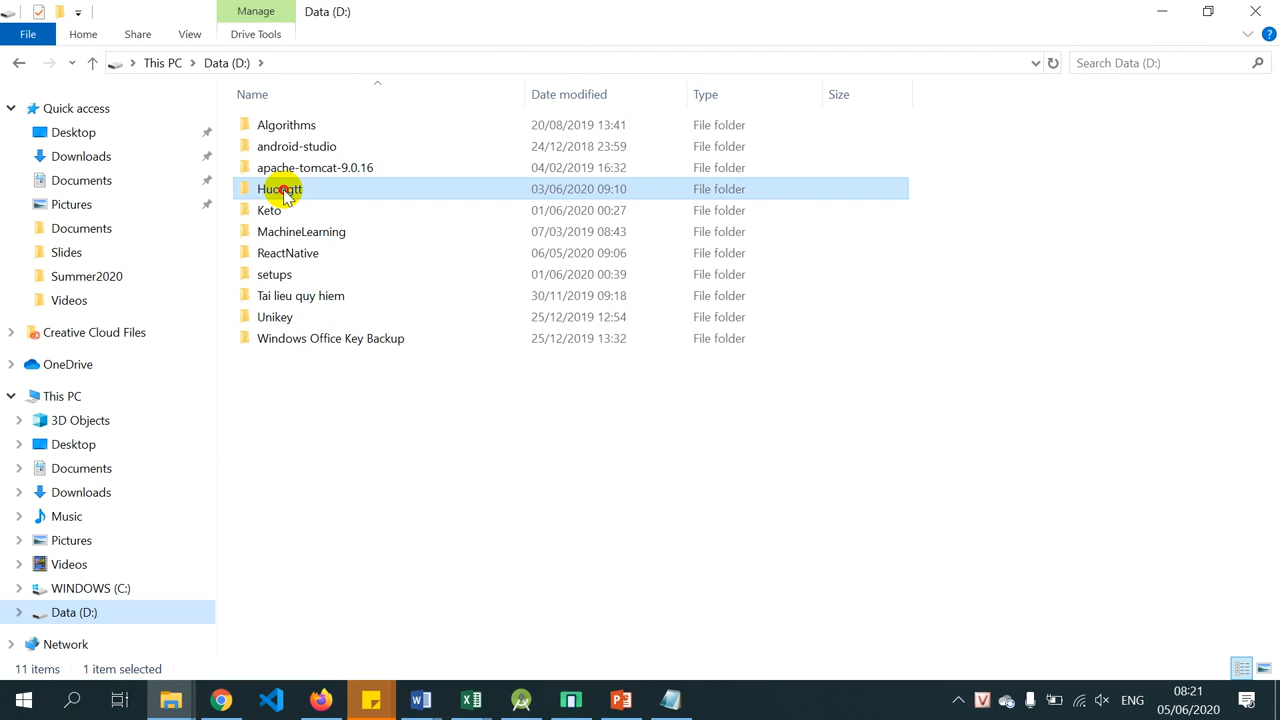 Manage
Data (D:)
File
Home
Share
View
Drive Tools
This PC
Data (D:)
Search Data (D:)
Name
Date modified
Type
Size
Quick access
Desktop
Downloads
Documents
Pictures
Documents
Slides
Summer2020
Videos
Creative Cloud Files
OneDrive
This PC
3D Objects
Desktop
Documents
Downloads
Music
Pictures
Videos
WINDOWS (C:)
Data (D:)
Network
Algorithms 20/08/2019 13:41 File folder
android-studio 24/12/2018 23:59 File folder
apache-tomcat-9.0.16 04/02/2019 16:32 File folder
03/06/2020 09:10 File folder
Keto 01/06/2020 00:27 File folder
MachineLearning 07/03/2019 08:43 File folder
ReactNative 06/05/2019 09:06 File folder
setups 01/06/2020 00:39 File folder
Tai lieu quy hiem 30/11/2019 09:18 File folder
Unikey 25/12/2019 12:54 File folder
Windows Office Key Backup 25/12/2019 13:32 File folder
11 items 1 item selected
ENG
08:21
05/06/2020